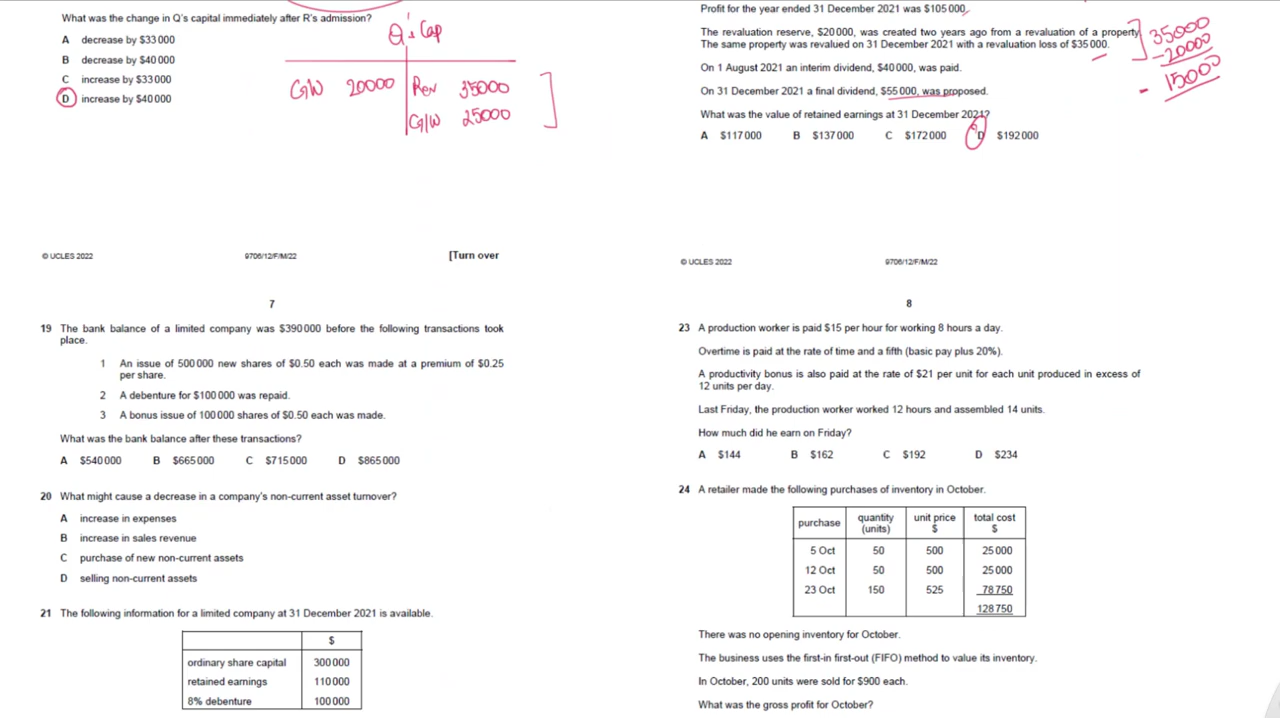 What was the change in Q's capital immediately after R's admission?
A decrease by $33 000
B decrease by $40 000
C increase by $33 000
D increase by $40 000
Q's Cap
G/W 20000 Rev 35000
G/W 25000
© UCLES 2022 9706/12/F/M/22 [Turn over
7
19 The bank balance of a limited company was $390 000 before the following transactions took
place.
1 An issue of 500 000 new shares of $0.50 each was made at a premium of $0.25
per share.
2 A debenture for $100 000 was repaid.
3 A bonus issue of 100 000 shares of $0.50 each was made.
What was the bank balance after these transactions?
A $540 000 B $665 000 C $715 000 D $865 000
20 What might cause a decrease in a company's non-current asset turnover?
A increase in expenses
B increase in sales revenue
C purchase of new non-current assets
D selling non-current assets
21 The following information for a limited company at 31 December 2021 is available.
$
ordinary share capital 300 000
retained earnings 110 000
8% debenture 100 000
Profit for the year ended 31 December 2021 was $105 000.
The revaluation reserve, $20 000, was created two years ago from a revaluation of a property.
The same property was revalued on 31 December 2021 with a revaluation loss of $35 000.
35000
-20000
- 15000
On 1 August 2021 an interim dividend, $40 000, was paid.
On 31 December 2021 a final dividend, $55 000, was proposed.
What was the value of retained earnings at 31 December 2021?
A $117 000 B $137 000 C $172 000 D $192 000
© UCLES 2022 9706/12/F/M/22
8
23 A production worker is paid $15 per hour for working 8 hours a day.
Overtime is paid at the rate of time and a fifth (basic pay plus 20%).
A productivity bonus is also paid at the rate of $21 per unit for each unit produced in excess of
12 units per day.
Last Friday, the production worker worked 12 hours and assembled 14 units.
How much did he earn on Friday?
A $144 B $162 C $192 D $234
24 A retailer made the following purchases of inventory in October.
purchase quantity (units) unit price $ total cost $
5 Oct 50 500 25 000
12 Oct 50 500 25 000
23 Oct 150 525 78 750
128 750
There was no opening inventory for October.
The business uses the first-in first-out (FIFO) method to value its inventory.
In October, 200 units were sold for $900 each.
What was the gross profit for October?